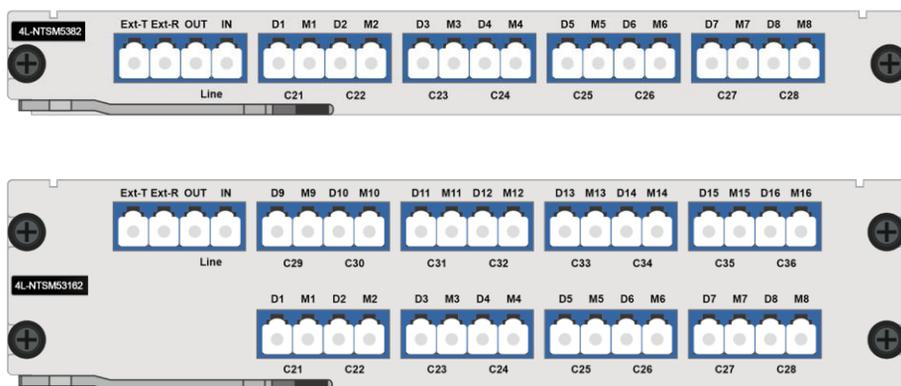 4L-NTSM5382
Ext-T Ext-R OUT IN D1 M1 D2 M2 D3 M3 D4 M4 D5 M5 D6 M6 D7 M7 D8 M8
Line C21 C22 C23 C24 C25 C26 C27 C28
Ext-T Ext-R OUT IN D9 M9 D10 M10 D11 M11 D12 M12 D13 M13 D14 M14 D15 M15 D16 M16
Line C29 C30 C31 C32 C33 C34 C35 C36
4L-NTSM53162
D1 M1 D2 M2 D3 M3 D4 M4 D5 M5 D6 M6 D7 M7 D8 M8
C21 C22 C23 C24 C25 C26 C27 C28